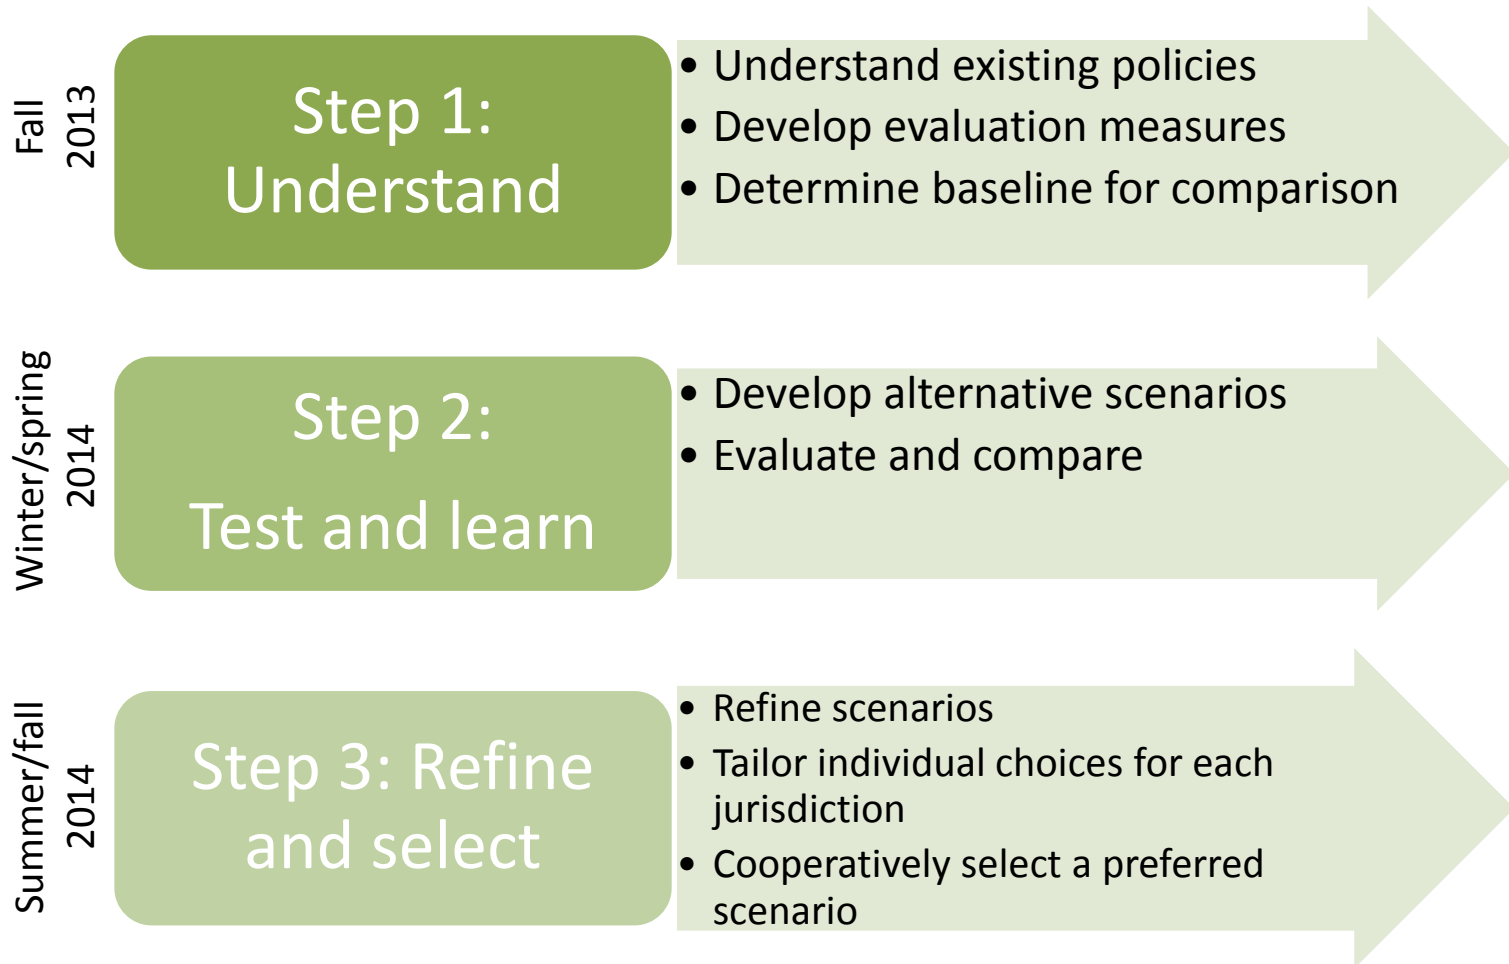 Fall
2013
Step 1:
Understand
• Understand existing policies
• Develop evaluation measures
• Determine baseline for comparison
Winter/spring
2014
Step 2:
Test and learn
• Develop alternative scenarios
• Evaluate and compare
Summer/fall
2014
Step 3: Refine
and select
• Refine scenarios
• Tailor individual choices for each
jurisdiction
• Cooperatively select a preferred
scenario